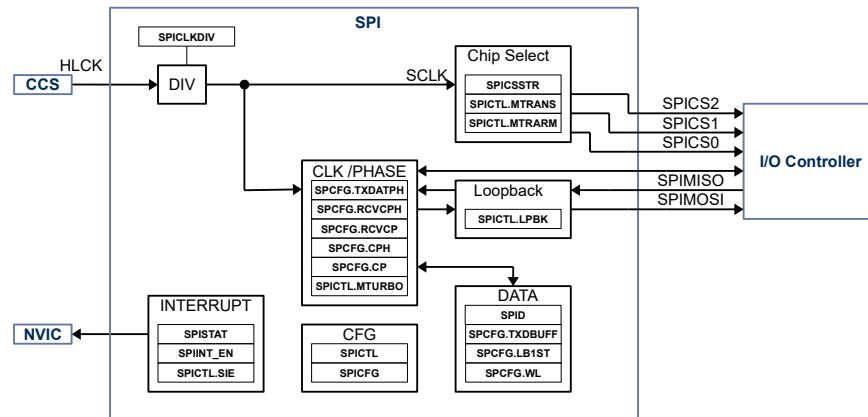 SPI
SPICLKDIV
HLCK
CCS
DIV
SCLK
Chip Select
SPICSSTR
SPICTL.MTRANS
SPICTL.MTRARM
SPICS2
SPICS1
SPICS0
I/O Controller
CLK /PHASE
SPCFG.TXDATPH
SPCFG.RCVCPH
SPCFG.RCVCP
SPCFG.CPH
SPCFG.CP
SPICTL.MTURBO
Loopback
SPICTL.LPBK
SPIMISO
SPIMOSI
INTERRUPT
SPISTAT
SPIINT_EN
SPICTL.SIE
NVIC
CFG
SPICTL
SPICFG
DATA
SPID
SPCFG.TXDBUFF
SPCFG.LB1ST
SPCFG.WL